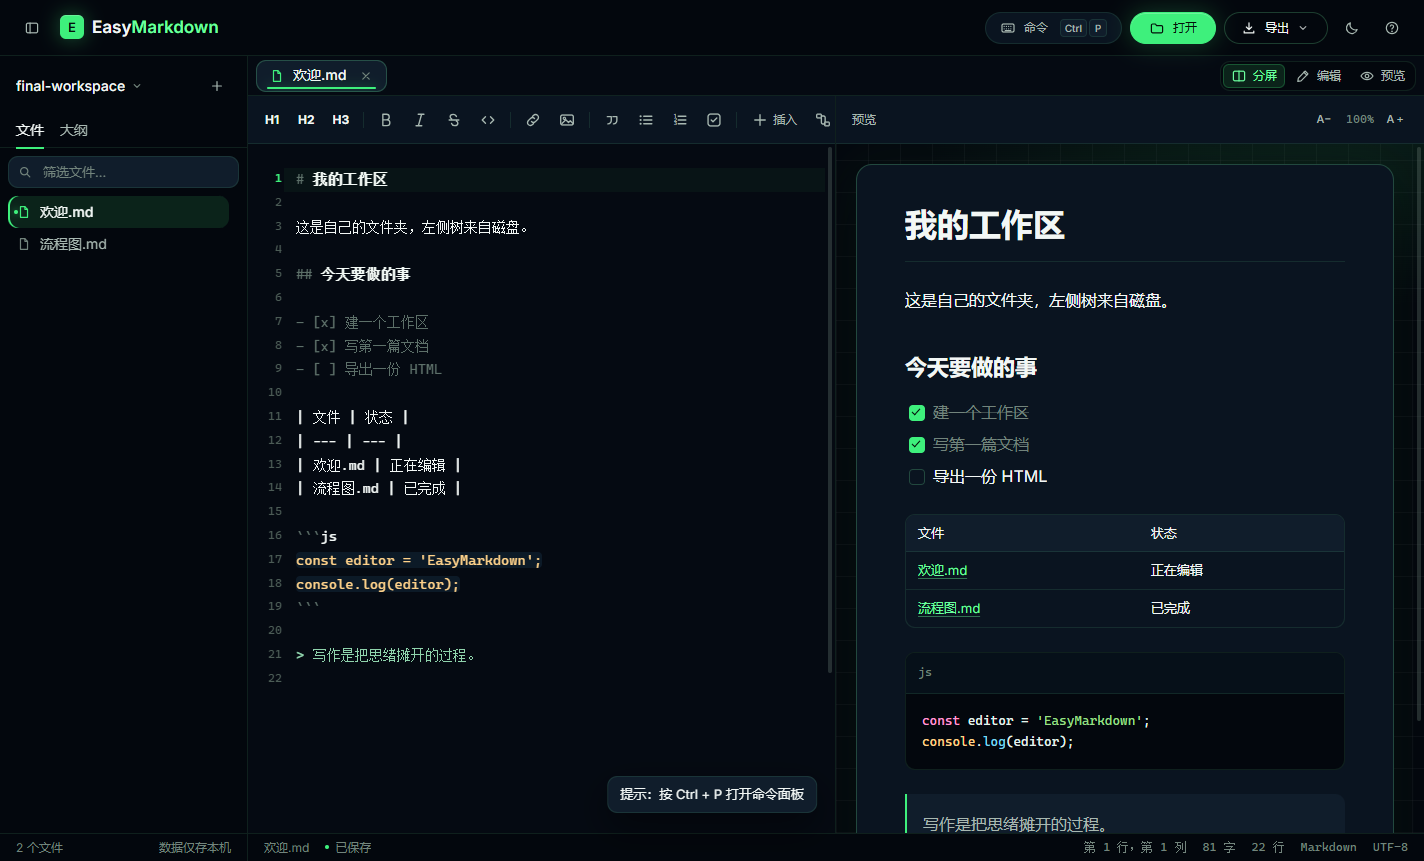 E EasyMarkdown
命令 Ctrl P
打开
导出
final-workspace
文件 大纲
筛选文件...
欢迎.md
流程图.md
2 个文件 数据仅存本机
欢迎.md
分屏 编辑 预览
H1 H2 H3 B I S 插入
1 # 我的工作区
2
3 这是自己的文件夹，左侧树来自磁盘。
4
5 ## 今天要做的事
6
7 - [x] 建一个工作区
8 - [x] 写第一篇文档
9 - [ ] 导出一份 HTML
10
11 | 文件 | 状态 |
12 | --- | --- |
13 | 欢迎.md | 正在编辑 |
14 | 流程图.md | 已完成 |
15
16 ```js
17 const editor = 'EasyMarkdown';
18 console.log(editor);
19 ```
20
21 > 写作是把思绪摊开的过程。
22
提示：按 Ctrl + P 打开命令面板
预览 A- 100% A+
我的工作区
这是自己的文件夹，左侧树来自磁盘。
今天要做的事
建一个工作区
写第一篇文档
导出一份 HTML
文件 状态
欢迎.md 正在编辑
流程图.md 已完成
js
const editor = 'EasyMarkdown';
console.log(editor);
写作是把思绪摊开的过程。
欢迎.md 已保存
第 1 行，第 1 列 81 字 22 行 Markdown UTF-8